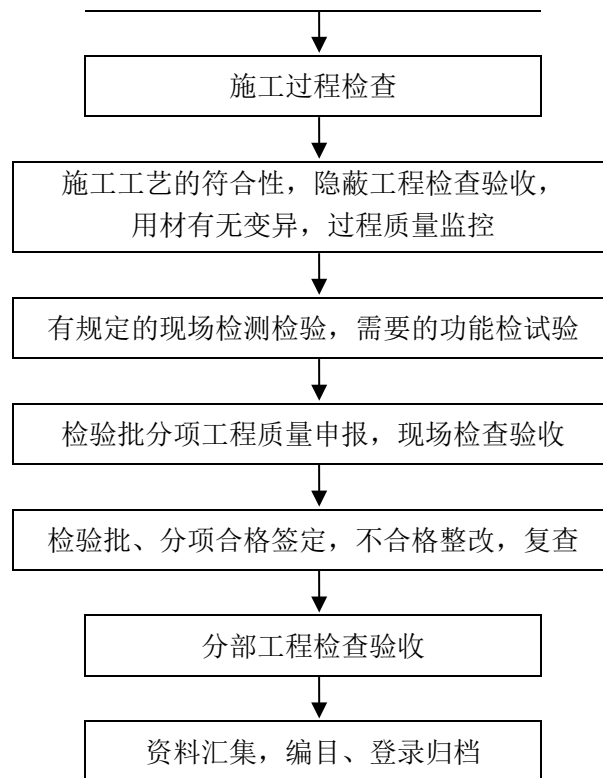 施工过程检查
施工工艺的符合性，隐蔽工程检查验收，
用材有无变异，过程质量监控
有规定的现场检测检验，需要的功能检试验
检验批分项工程质量申报，现场检查验收
检验批、分项合格签定，不合格整改，复查
分部工程检查验收
资料汇集，编目、登录归档